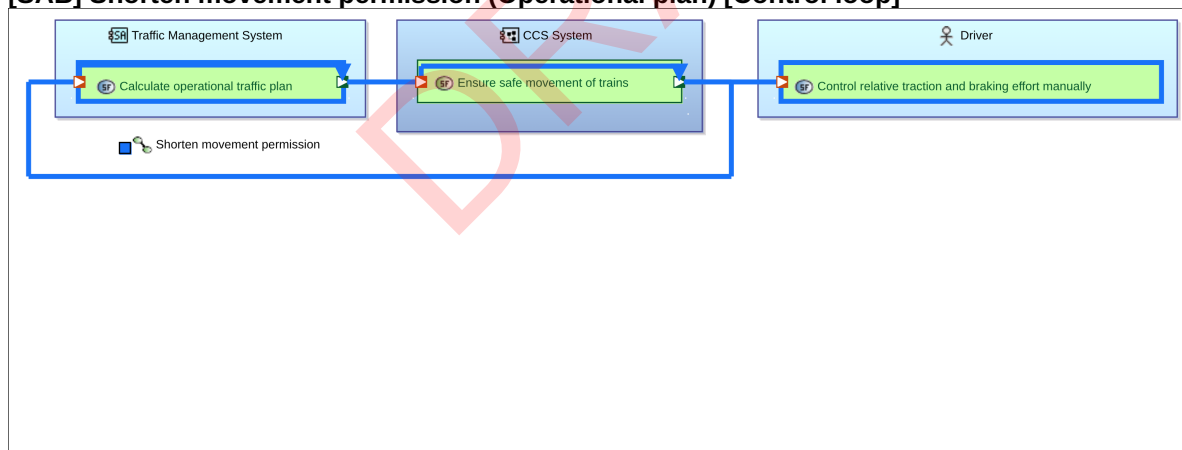 [SAB] Shorten movement permission (Operational plan) [Control loop]
Traffic Management System
CCS System
Driver
Calculate operational traffic plan
Ensure safe movement of trains
Control relative traction and braking effort manually
Shorten movement permission